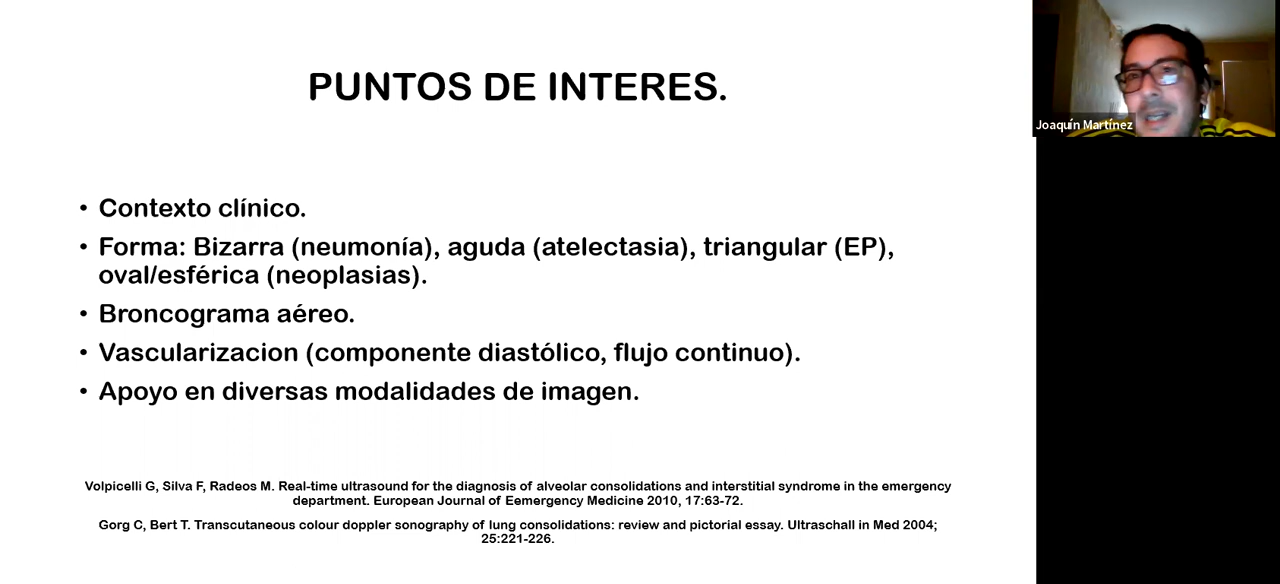 PUNTOS DE INTERES.
Joaquín Martínez
• Contexto clínico.
• Forma: Bizarra (neumonía), aguda (atelectasia), triangular (EP),
oval/esférica (neoplasias).
• Broncograma aéreo.
• Vascularizacion (componente diastólico, flujo continuo).
• Apoyo en diversas modalidades de imagen.
Volpicelli G, Silva F, Radeos M. Real-time ultrasound for the diagnosis of alveolar consolidations and interstitial syndrome in the emergency
department. European Journal of Eemergency Medicine 2010, 17:63-72.
Gorg C, Bert T. Transcutaneous colour doppler sonography of lung consolidations: review and pictorial essay. Ultraschall in Med 2004;
25:221-226.